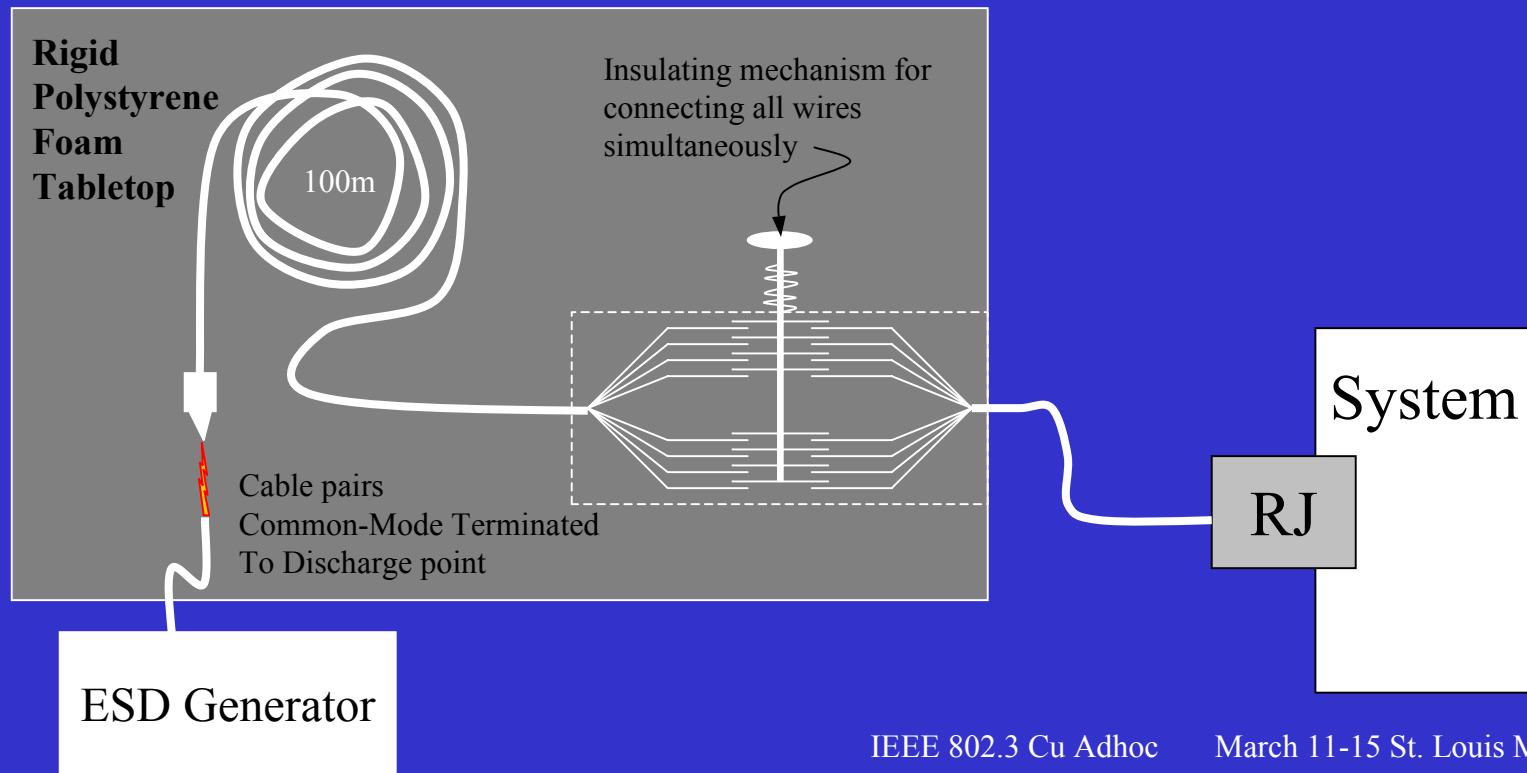 Rigid
Polystyrene
Foam
Tabletop
100m
Insulating mechanism for
connecting all wires
simultaneously
Cable pairs
Common-Mode Terminated
To Discharge point
ESD Generator
RJ
System
IEEE 802.3 Cu Adhoc March 11-15 St. Louis M